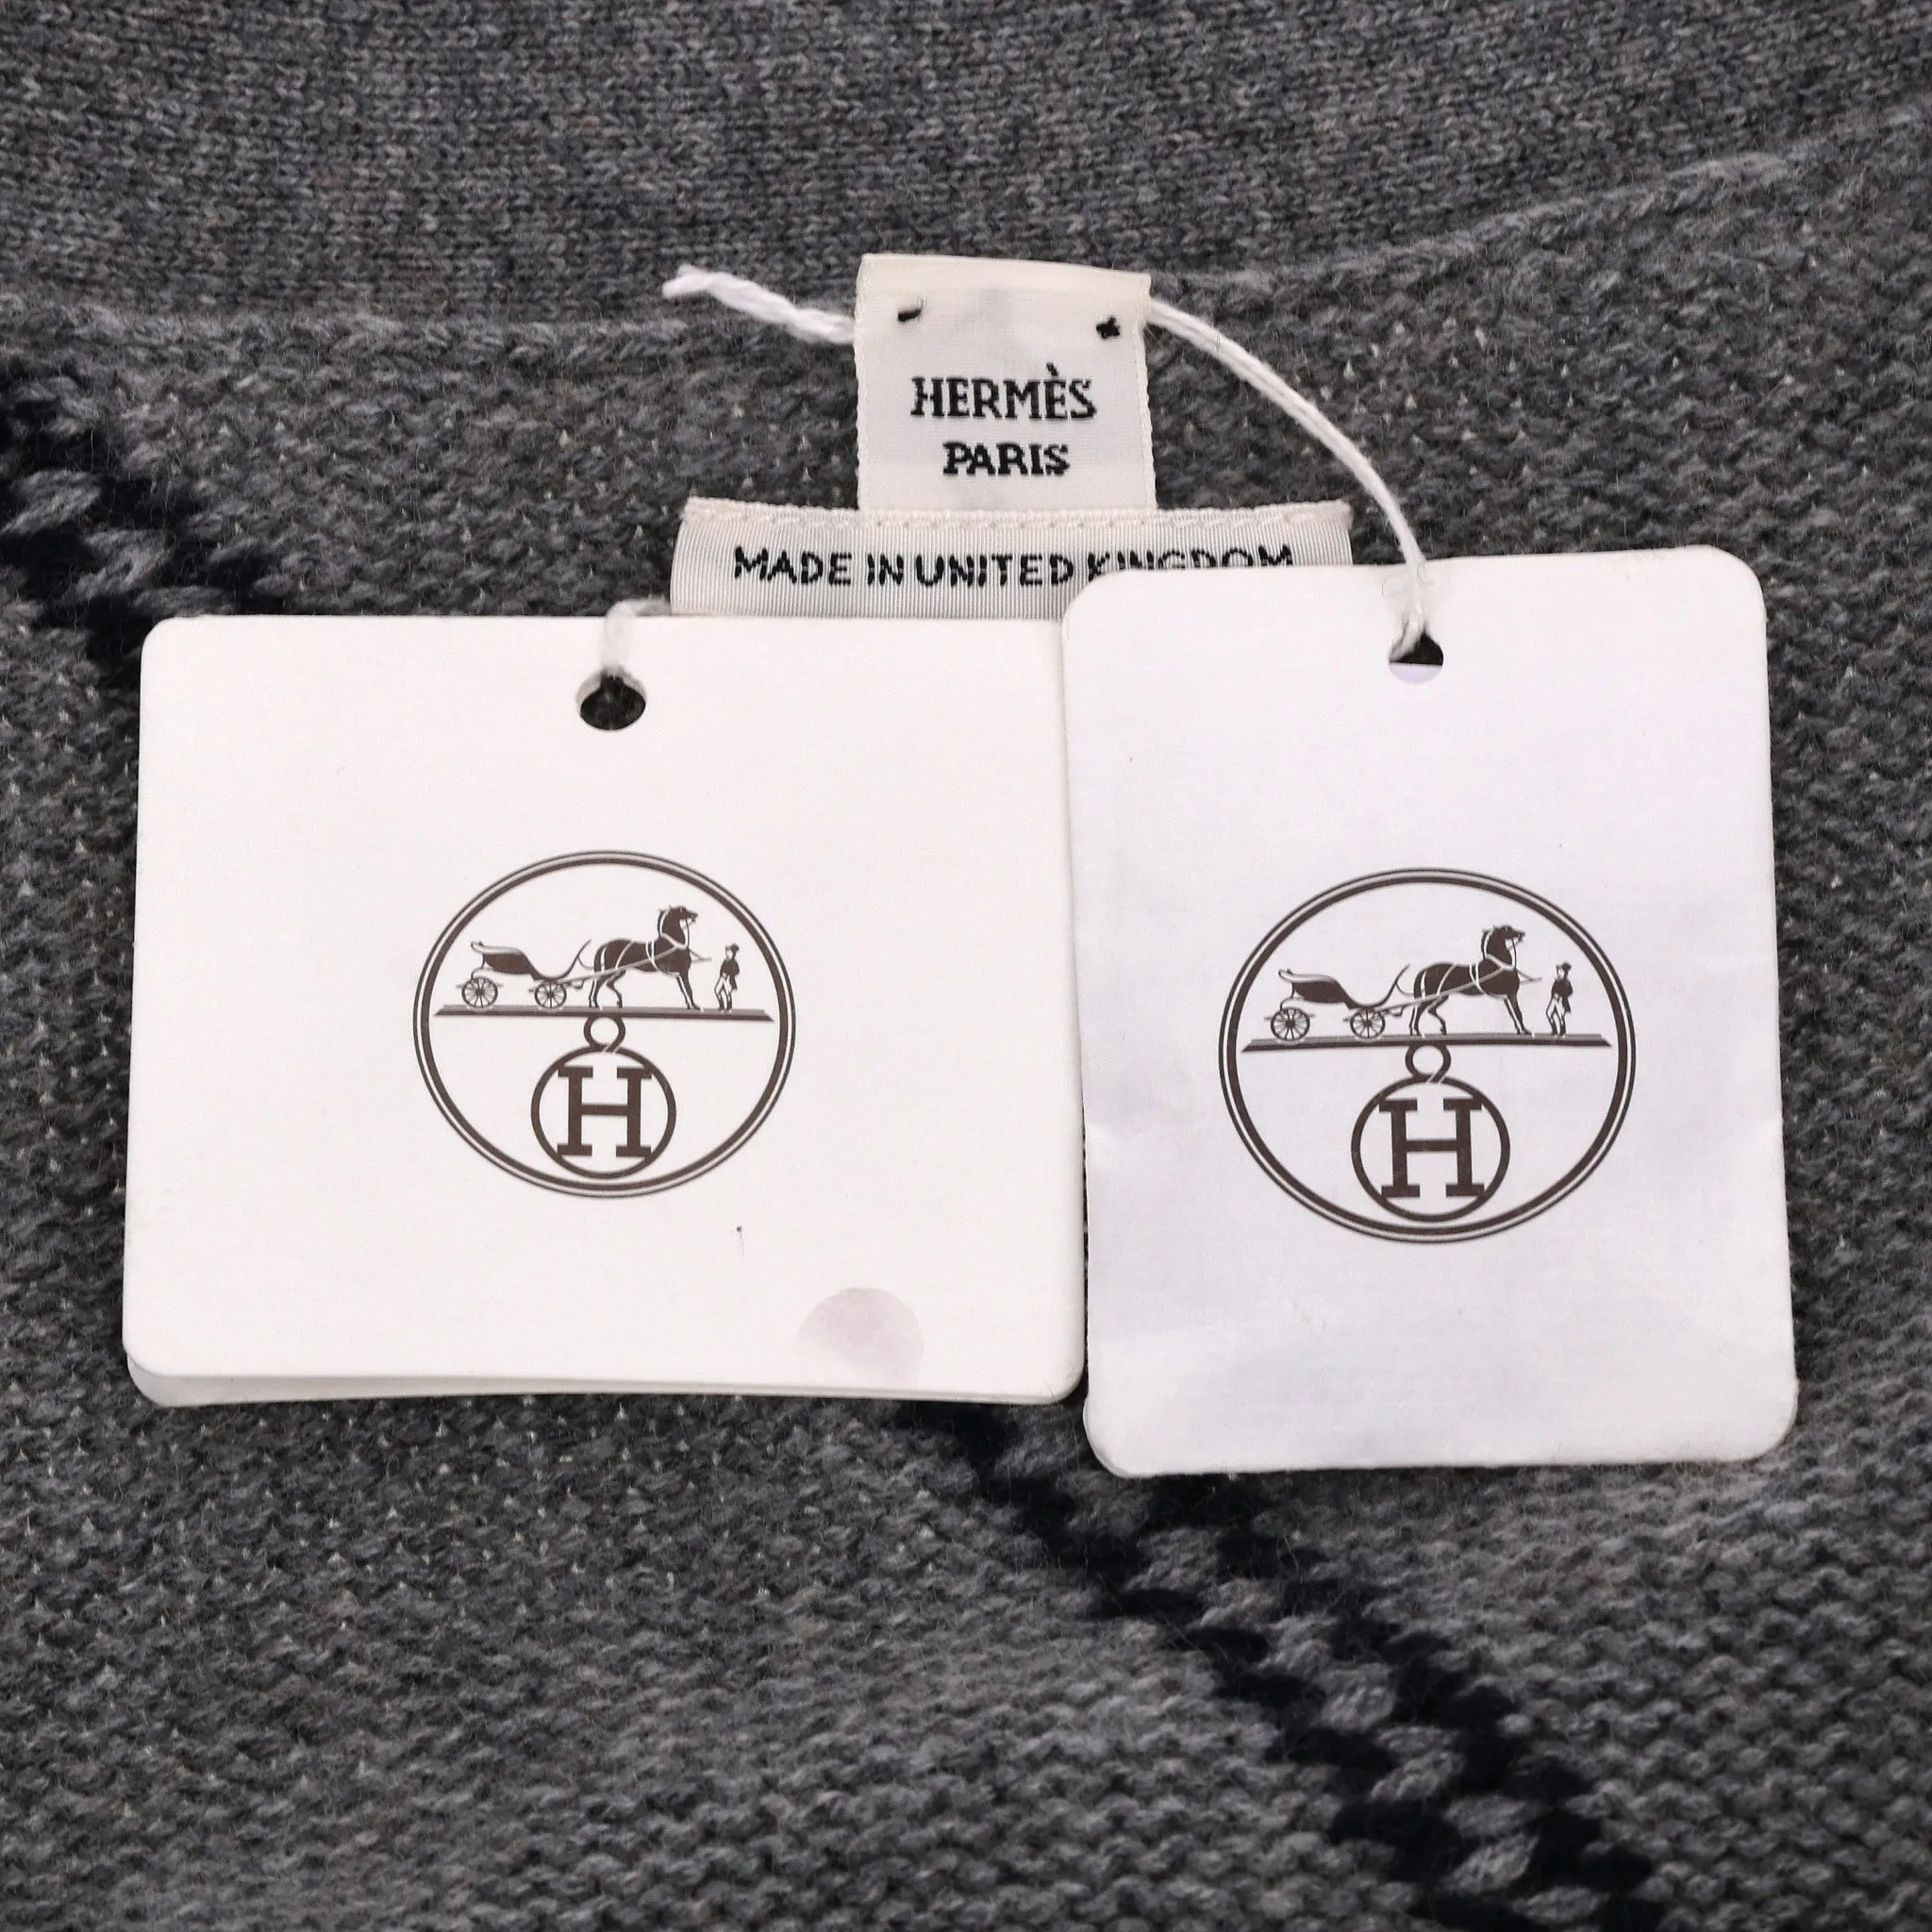 HERMÈS
PARIS
MADE IN UNITED KINGDOM
H
H